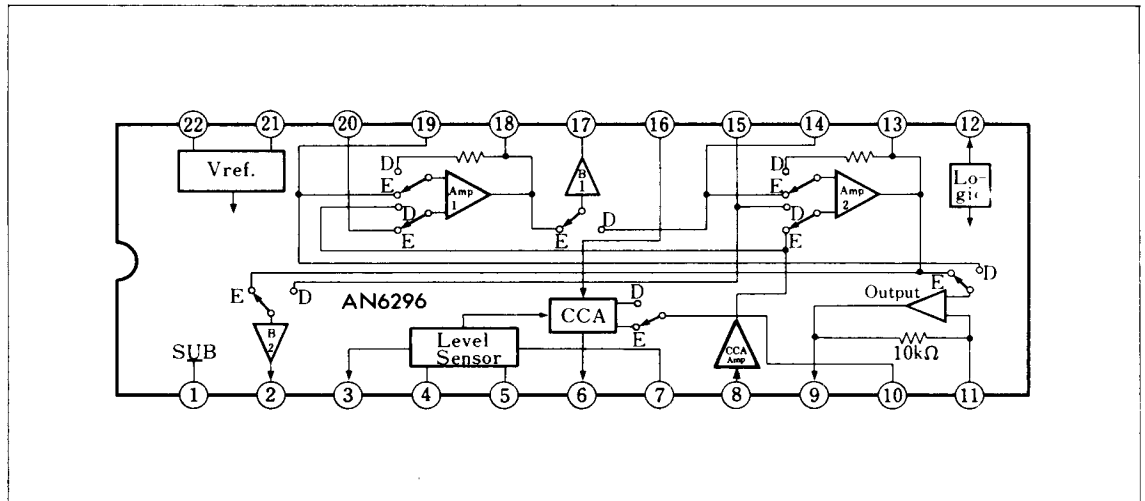 22 21 20 19 18 17 16 15 14 13 12
Vref.
D
E
D
E
Amp
1
B
1
E
D
D
E
D
E
Amp
2
Lo-
gic
D
E
E
D
AN6296
CCA
D
E
Output
B
2
Level
Sensor
CCA
Amp
10kΩ
SUB
1 2 3 4 5 6 7 8 9 10 11